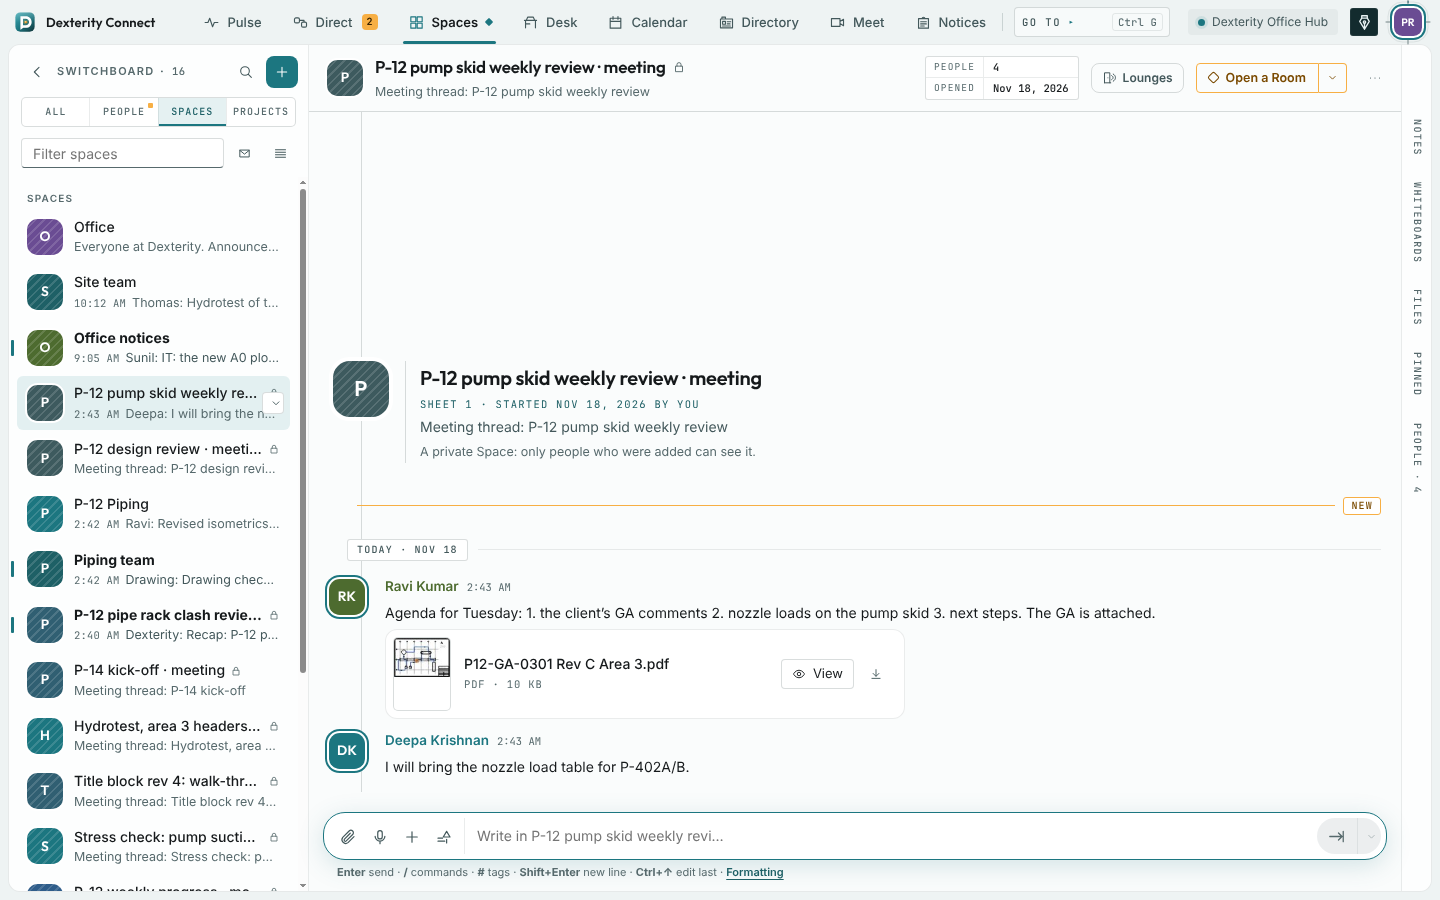 Dexterity Connect
Pulse
Direct 2
Spaces
Desk
Calendar
Directory
Meet
Notices
GO TO
Ctrl G
Dexterity Office Hub
PR
SWITCHBOARD · 16
ALL
PEOPLE
SPACES
PROJECTS
Filter spaces
SPACES
O
Office
Everyone at Dexterity. Announce...
S
Site team
10:12 AM Thomas: Hydrotest of t...
O
Office notices
9:05 AM Sunil: IT: the new A0 plo...
P
P-12 pump skid weekly re...
2:43 AM Deepa: I will bring the n...
P
P-12 design review · meeti...
Meeting thread: P-12 design revi...
P
P-12 Piping
2:42 AM Ravi: Revised isometrics...
P
Piping team
2:42 AM Drawing: Drawing chec...
P
P-12 pipe rack clash revie...
2:40 AM Dexterity: Recap: P-12 p...
P
P-14 kick-off · meeting
Meeting thread: P-14 kick-off
H
Hydrotest, area 3 headers...
Meeting thread: Hydrotest, area ...
T
Title block rev 4: walk-thr...
Meeting thread: Title block rev 4...
S
Stress check: pump sucti...
Meeting thread: Stress check: p...
P-12 weekly progress · me...
P
P-12 pump skid weekly review · meeting
Meeting thread: P-12 pump skid weekly review
PEOPLE 4
OPENED Nov 18, 2026
Lounges
Open a Room
P
P-12 pump skid weekly review · meeting
SHEET 1 · STARTED NOV 18, 2026 BY YOU
Meeting thread: P-12 pump skid weekly review
A private Space: only people who were added can see it.
NEW
TODAY · NOV 18
RK
Ravi Kumar 2:43 AM
Agenda for Tuesday: 1. the client's GA comments 2. nozzle loads on the pump skid 3. next steps. The GA is attached.
P12-GA-0301 Rev C Area 3.pdf
PDF · 10 KB
View
DK
Deepa Krishnan 2:43 AM
I will bring the nozzle load table for P-402A/B.
Write in P-12 pump skid weekly revi...
Enter send · / commands · # tags · Shift+Enter new line · Ctrl+↑ edit last · Formatting
NOTES
WHITEBOARDS
FILES
PINNED
PEOPLE · 4